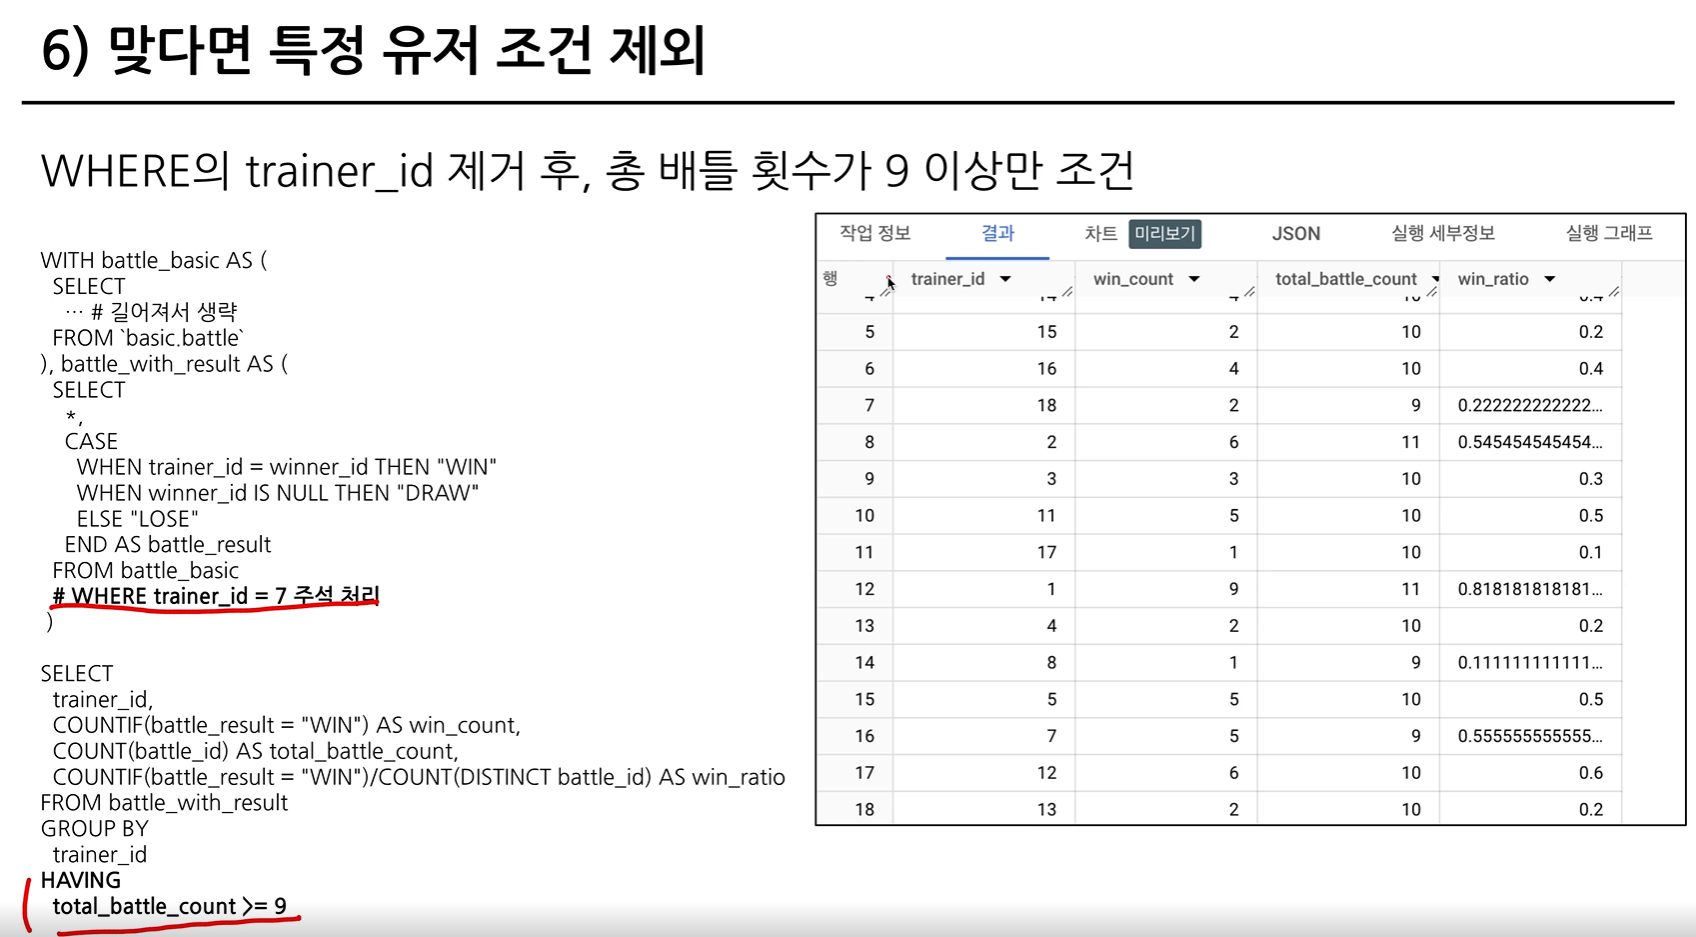 6) 맞다면 특정 유저 조건 제외
WHERE의 trainer_id 제거 후, 총 배틀 횟수가 9 이상만 조건
WITH battle_basic AS (
SELECT
… # 길어져서 생략
FROM `basic.battle`
), battle_with_result AS (
SELECT
*,
CASE
WHEN trainer_id = winner_id THEN "WIN"
WHEN winner_id IS NULL THEN "DRAW"
ELSE "LOSE"
END AS battle_result
FROM battle_basic
# WHERE trainer_id = 7 주석 처리
)
SELECT
trainer_id,
COUNTIF(battle_result = "WIN") AS win_count,
COUNT(battle_id) AS total_battle_count,
COUNTIF(battle_result = "WIN")/COUNT(DISTINCT battle_id) AS win_ratio
FROM battle_with_result
GROUP BY
trainer_id
HAVING
total_battle_count >= 9
작업 정보 결과 차트 미리보기 JSON 실행 세부정보 실행 그래프
행 trainer_id win_count total_battle_count win_ratio
4 14 4 10 0.4
5 15 2 10 0.2
6 16 4 10 0.4
7 18 2 9 0.222222222222...
8 2 6 11 0.545454545454...
9 3 3 10 0.3
10 11 5 10 0.5
11 17 1 10 0.1
12 1 9 11 0.818181818181...
13 4 2 10 0.2
14 8 1 9 0.111111111111...
15 5 5 10 0.5
16 7 5 9 0.555555555555...
17 12 6 10 0.6
18 13 2 10 0.2